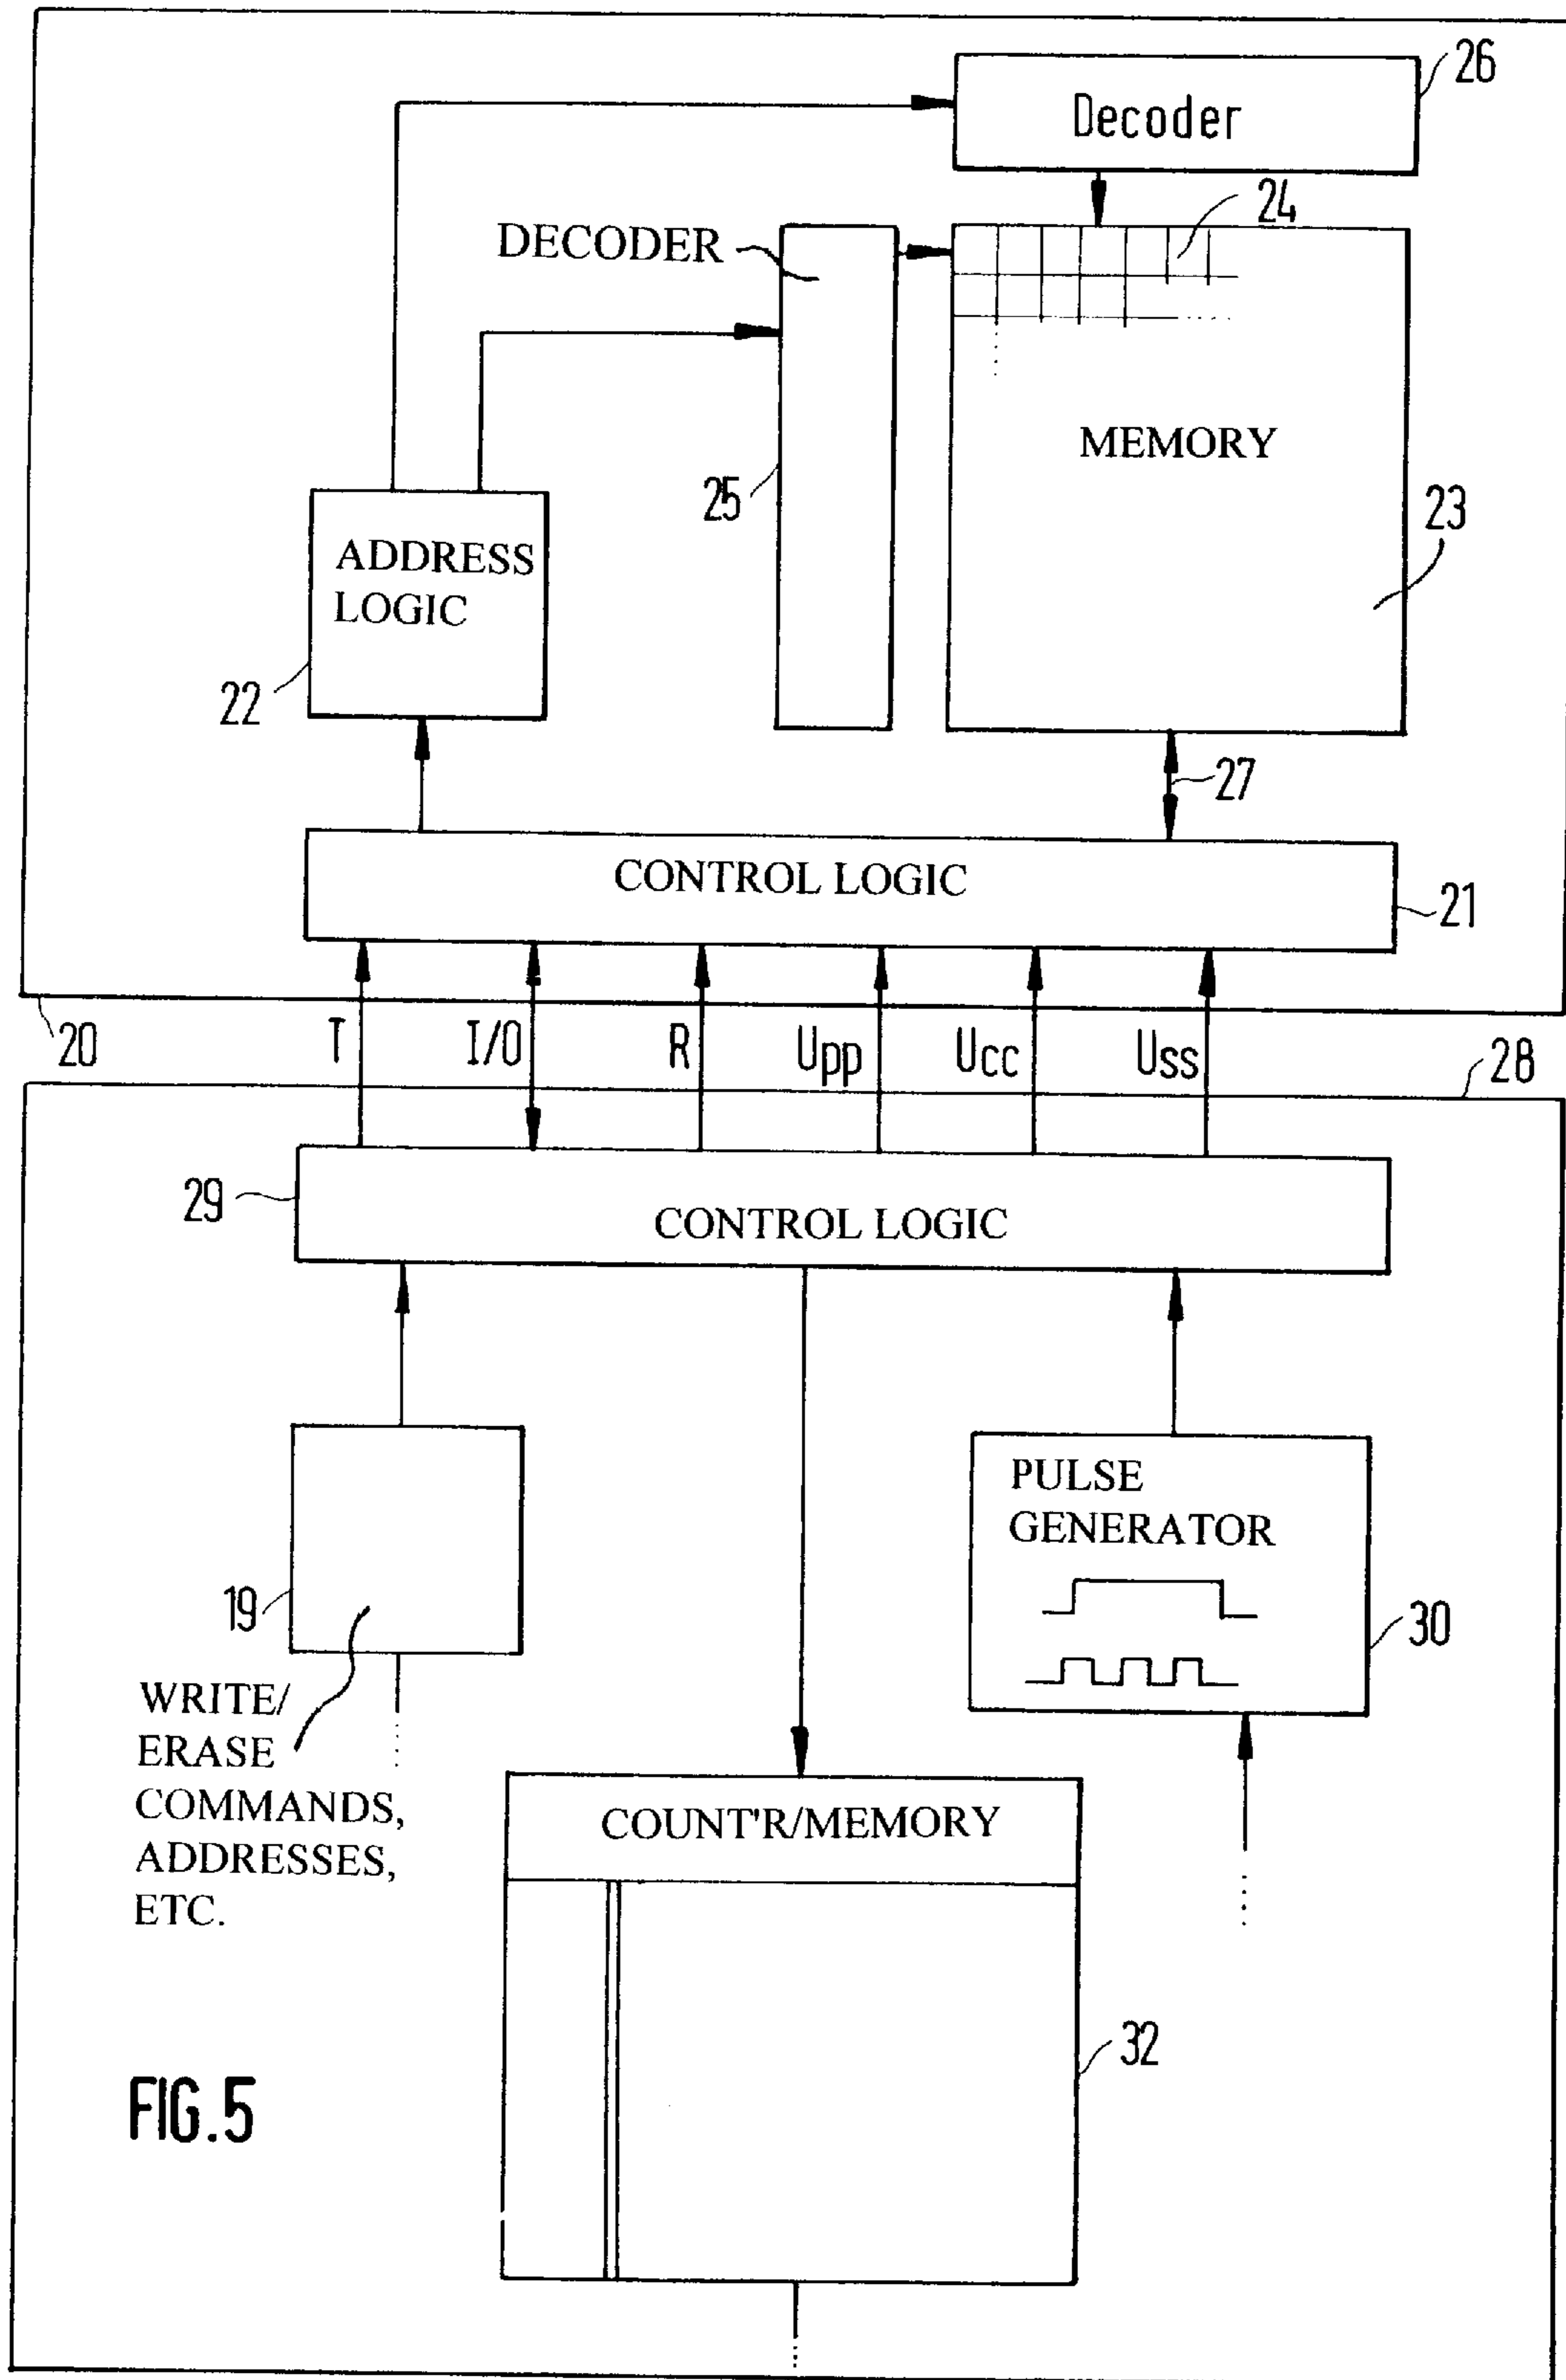 26
Decoder
24
DECODER
MEMORY
25
23
ADDRESS
LOGIC
22
27
CONTROL LOGIC
21
20
T
I/O
R
Upp
Ucc
Uss
28
29
CONTROL LOGIC
PULSE
GENERATOR
19
30
WRITE/
ERASE
COMMANDS,
ADDRESSES,
ETC.
COUNT'R/MEMORY
32
FIG.5